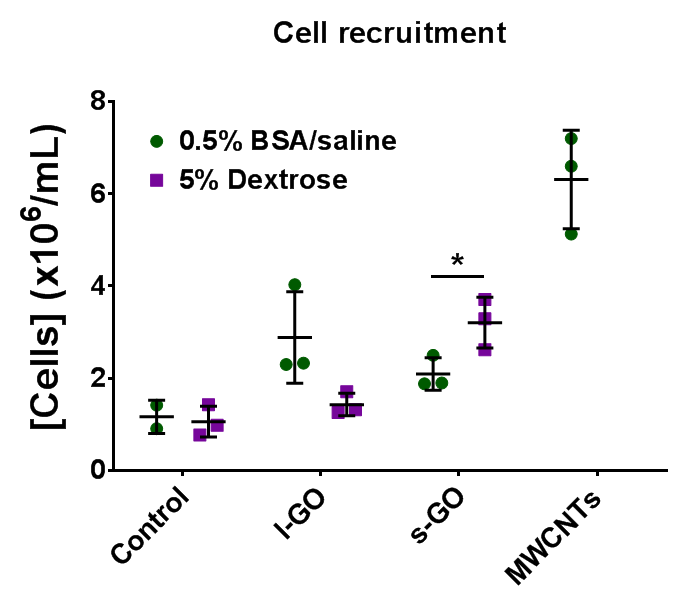 Cell recruitment
[Cells] (x10⁶/mL)
8
6
4
2
0
0.5% BSA/saline
5% Dextrose
*
Control
l-GO
s-GO
MWCNTs